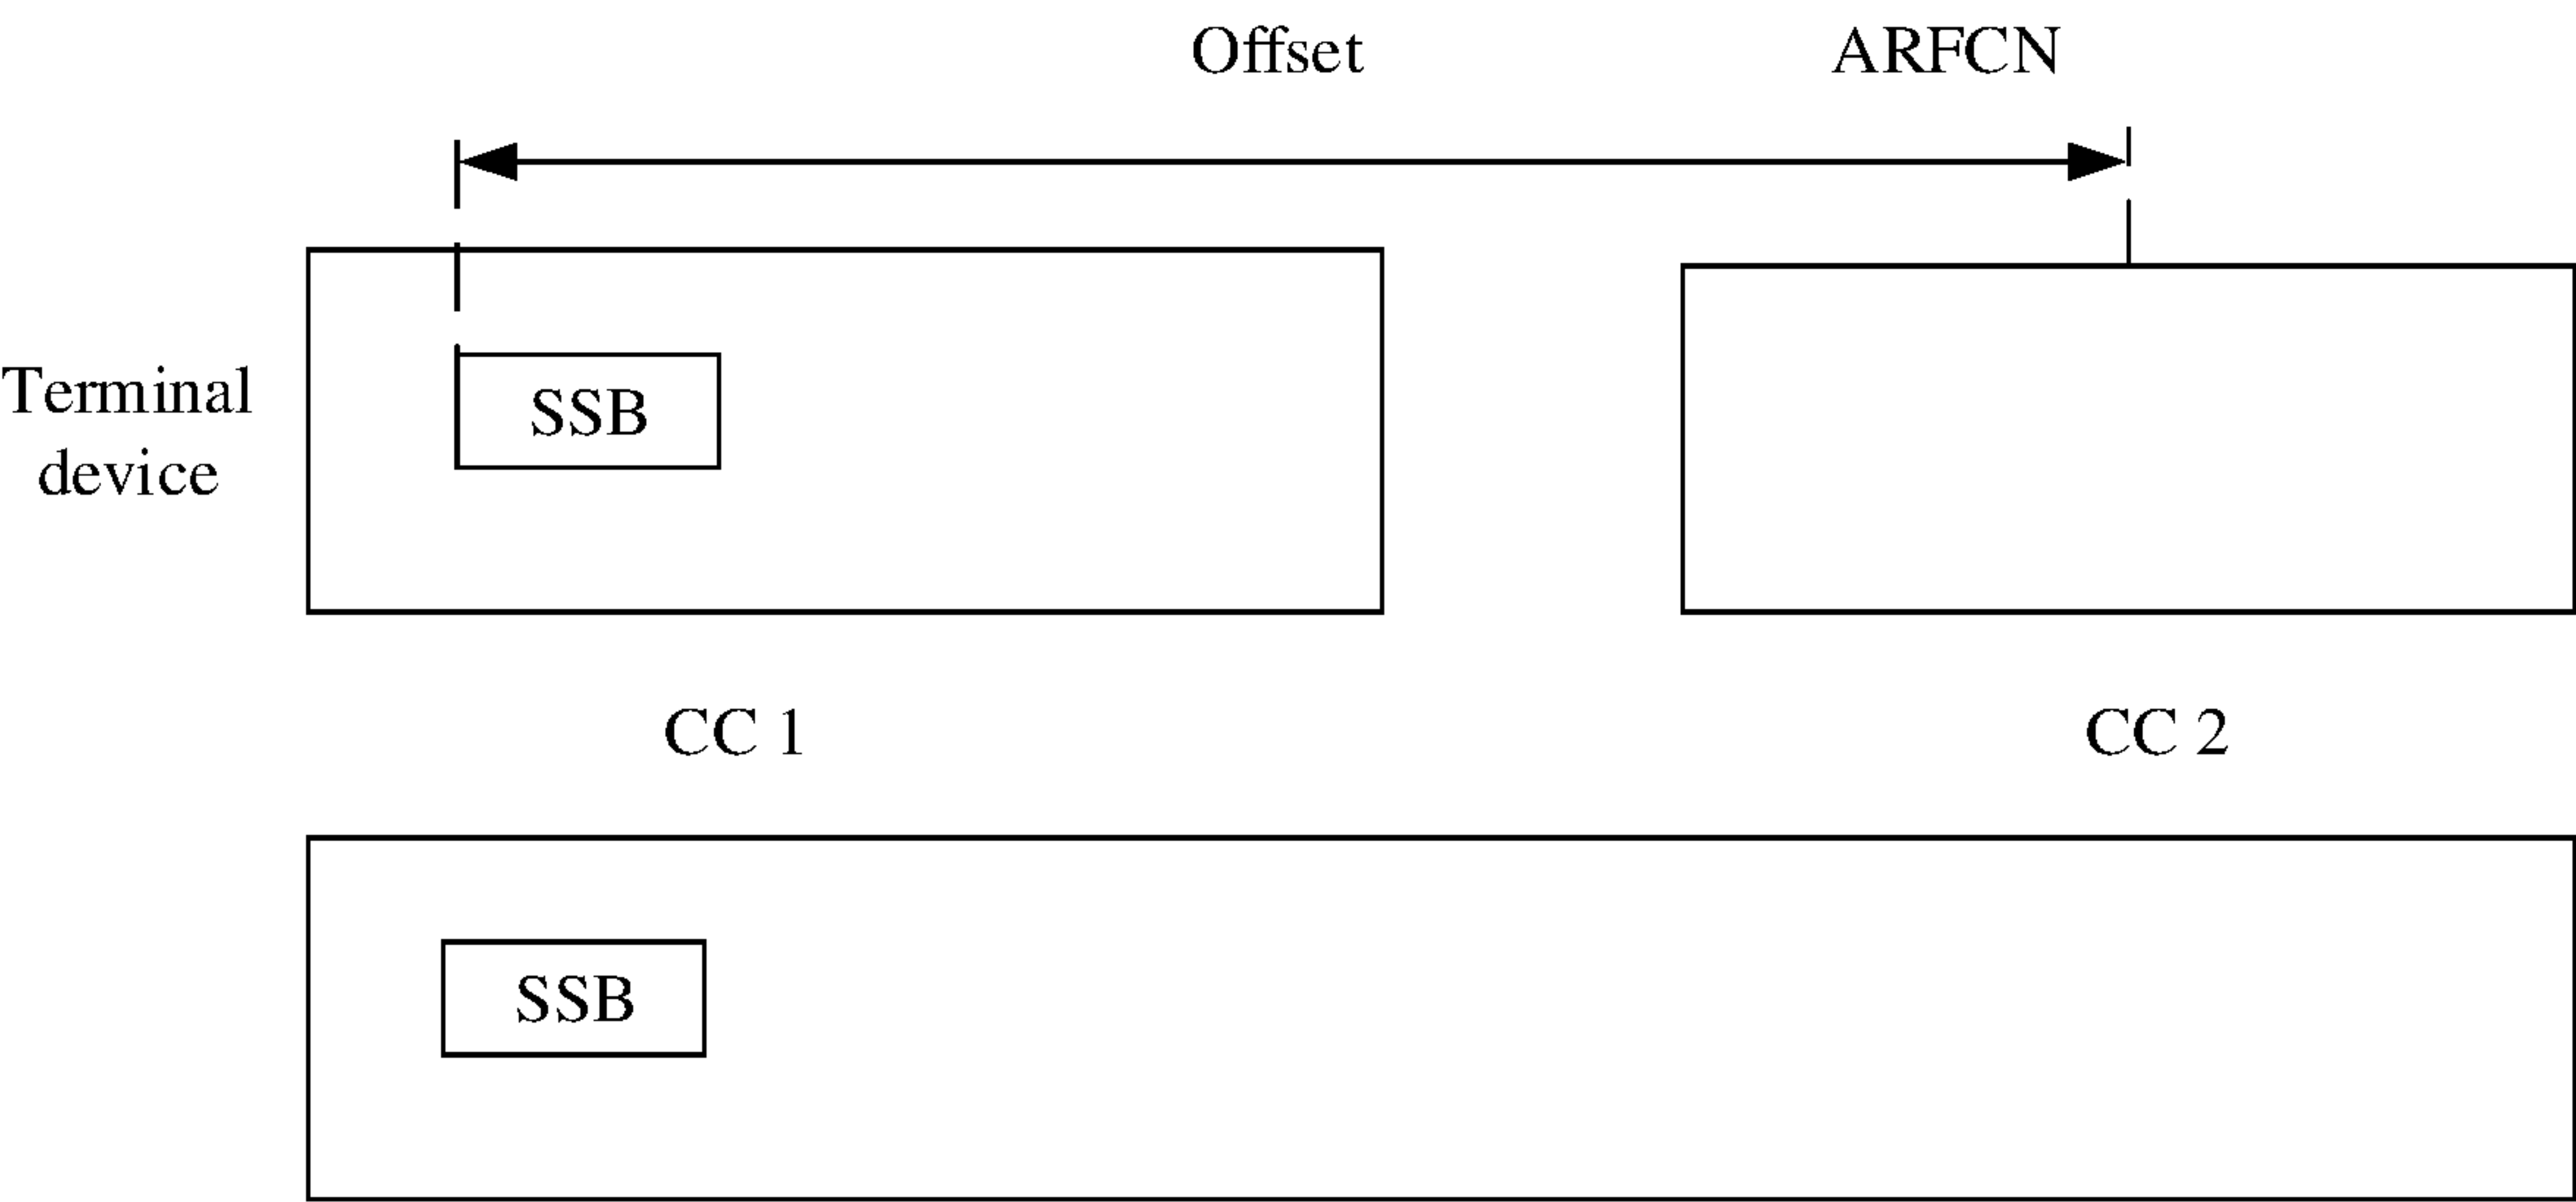 Offset
ARFCN
Terminal
device
SSB
CC 1
CC 2
SSB